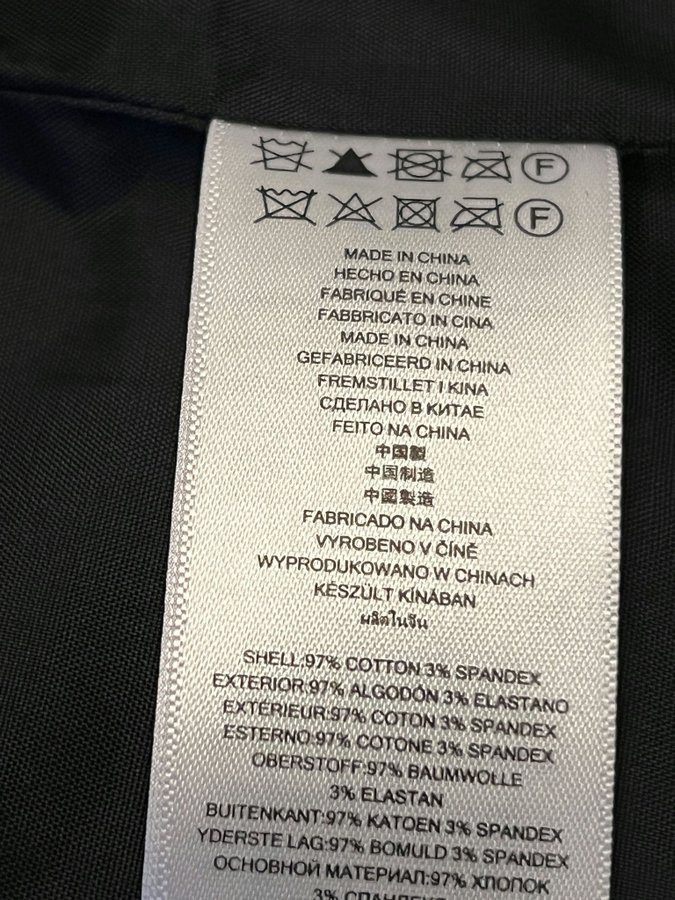 F
F
MADE IN CHINA
HECHO EN CHINA
FABRIQUÉ EN CHINE
FABBRICATO IN CINA
MADE IN CHINA
GEFABRICEERD IN CHINA
FREMSTILLET I KINA
СДЕЛАНО В КИТАЕ
FEITO NA CHINA
中国製
中国制造
中國製造
FABRICADO NA CHINA
VYROBENO V ČÍNĚ
WYPRODUKOWANO W CHINACH
KÉSZÜLT KÍNÁBAN
ผลิตในจีน
SHELL:97% COTTON 3% SPANDEX
EXTERIOR:97% ALGODÓN 3% ELASTANO
EXTÉRIEUR:97% COTON 3% SPANDEX
ESTERNO:97% COTONE 3% SPANDEX
OBERSTOFF:97% BAUMWOLLE
3% ELASTAN
BUITENKANT:97% KATOEN 3% SPANDEX
YDERSTE LAG:97% BOMULD 3% SPANDEX
ОСНОВНОЙ МАТЕРИАЛ:97% ХЛОПОК
3% СПАНДЕКС